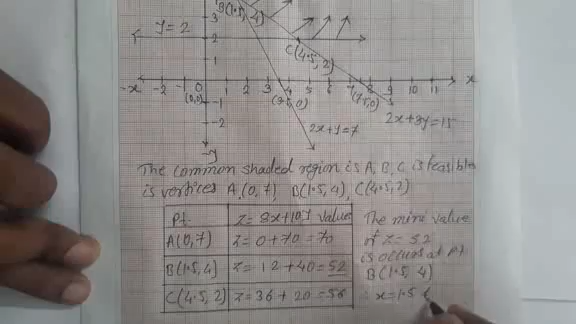 3
B(1.5, 4)
y = 2
2
C(4.5, 2)
1
-x
(0,0)
1 2 3 4 5 6 7 8 9 10 11
x
(3.5,0)
(7.5,0)
-1
-2
2x+y=7
2x+3y=15
-y
The common shaded region is A, B, C is feasible
is vertices A(0,7), B(1.5,4), C(4.5,2)
Pt. Z = 8x+10y values
A(0,7) Z = 0+70 = 70
B(1.5,4) Z = 12+40 = 52
C(4.5,2) Z = 36 + 20 = 56
The mini value
of Z = 52
is occurs at pt
B(1.5, 4)
∴ x = 1.5 &